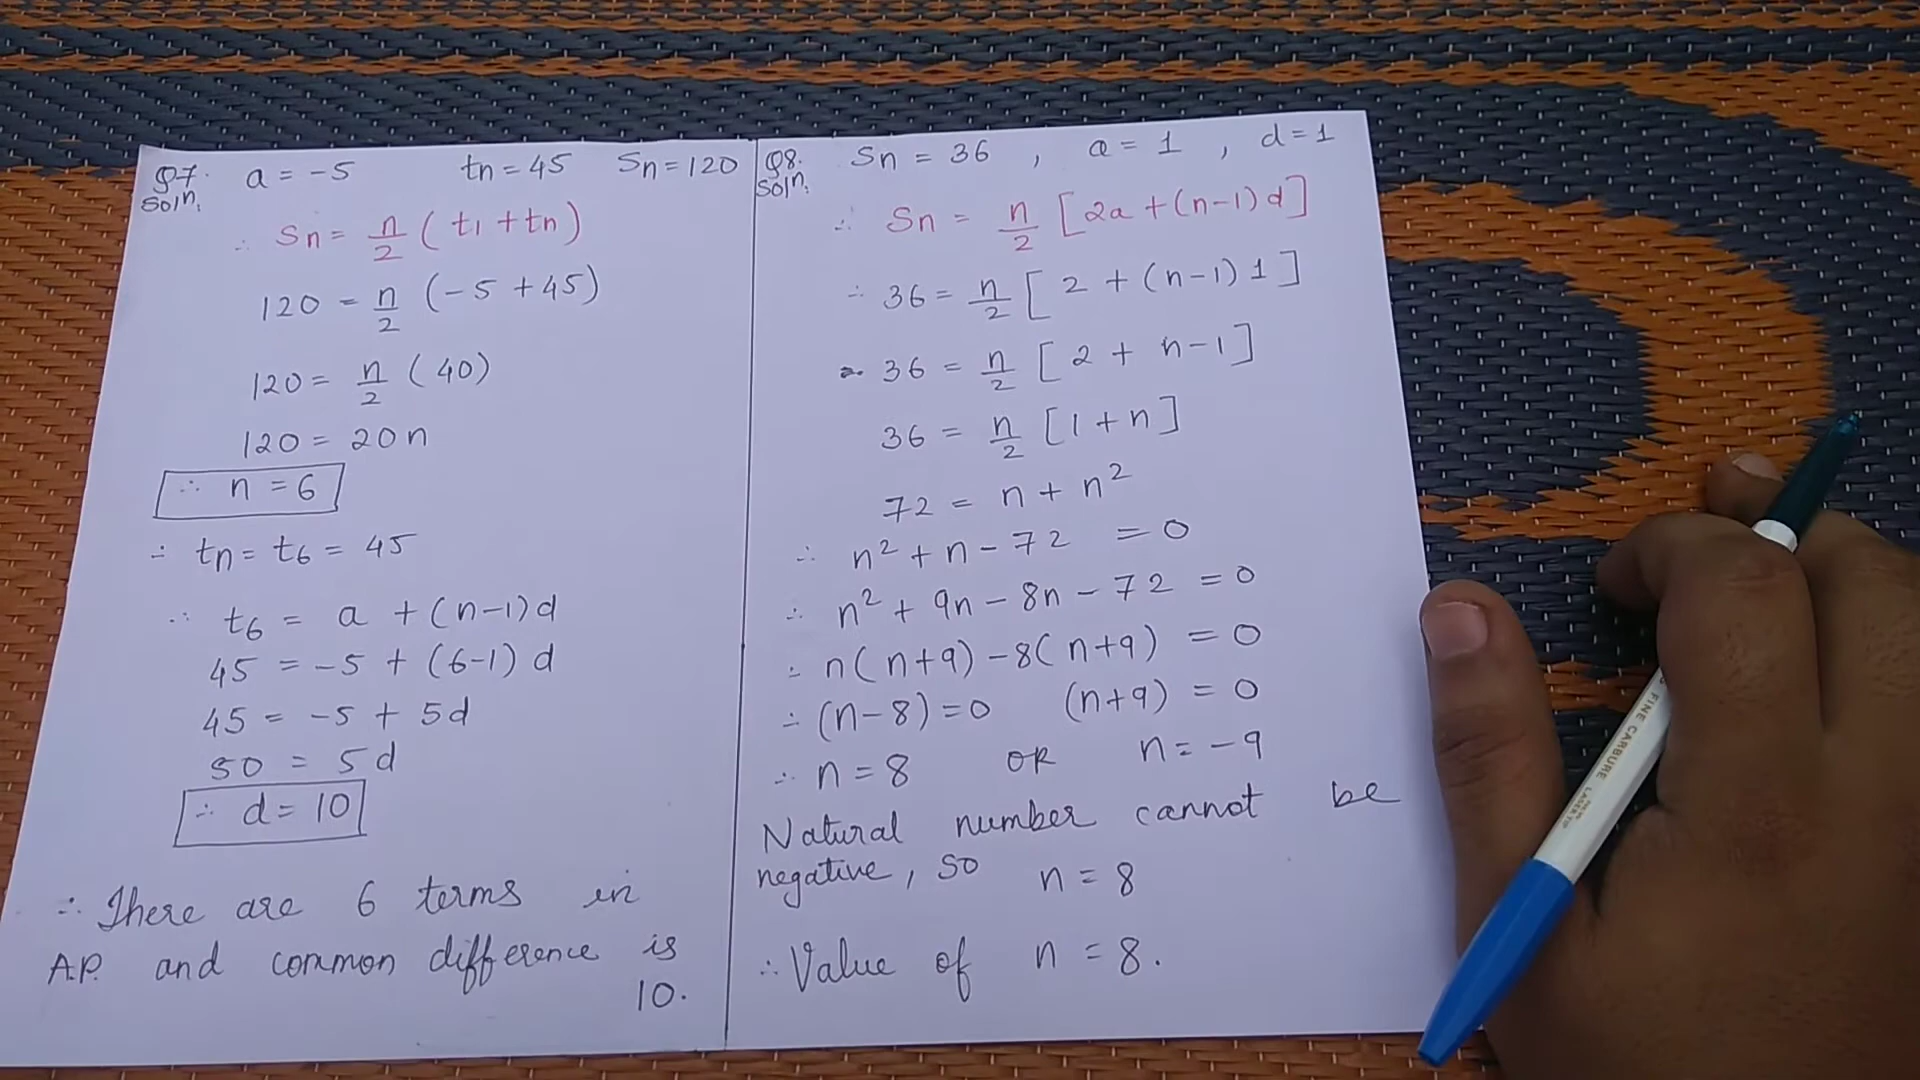 Q7. a = -5 tn = 45 Sn = 120
Soln.
∴ Sn = n/2 (t1 + tn)
120 = n/2 (-5 + 45)
120 = n/2 (40)
120 = 20n
∴ n = 6
∴ tn = t6 = 45
∴ t6 = a + (n-1)d
45 = -5 + (6-1) d
45 = -5 + 5d
50 = 5d
∴ d = 10
∴ There are 6 terms in
A.P. and common difference is
10.
Q8. Sn = 36 , a = 1 , d = 1
Soln.
∴ Sn = n/2 [2a + (n-1)d]
∴ 36 = n/2 [2 + (n-1)1]
36 = n/2 [2 + n-1]
36 = n/2 [1 + n]
72 = n + n²
∴ n² + n - 72 = 0
∴ n² + 9n - 8n - 72 = 0
∴ n(n+9) - 8(n+9) = 0
∴ (n-8) = 0 (n+9) = 0
∴ n = 8 OR n = -9
Natural number cannot be
negative, so n = 8
∴ Value of n = 8.
FINE CARBURE